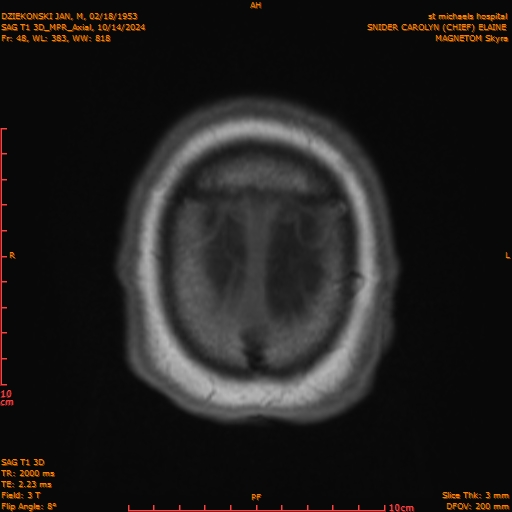 AH
DZIEKONSKI JAN, M, 02/18/1953
SAG T1 3D_MPR_Axial, 10/14/2024
Fr: 48, WL: 383, WW: 818
st michaels hospital
SNIDER CAROLYN (CHIEF) ELAINE
MAGNETOM Skyra
R
L
10
cm
SAG T1 3D
TR: 2000 ms
TE: 2.23 ms
Field: 3 T
Flip Angle: 8°
PF
10cm
Slice Thk: 3 mm
DFOV: 200 mm